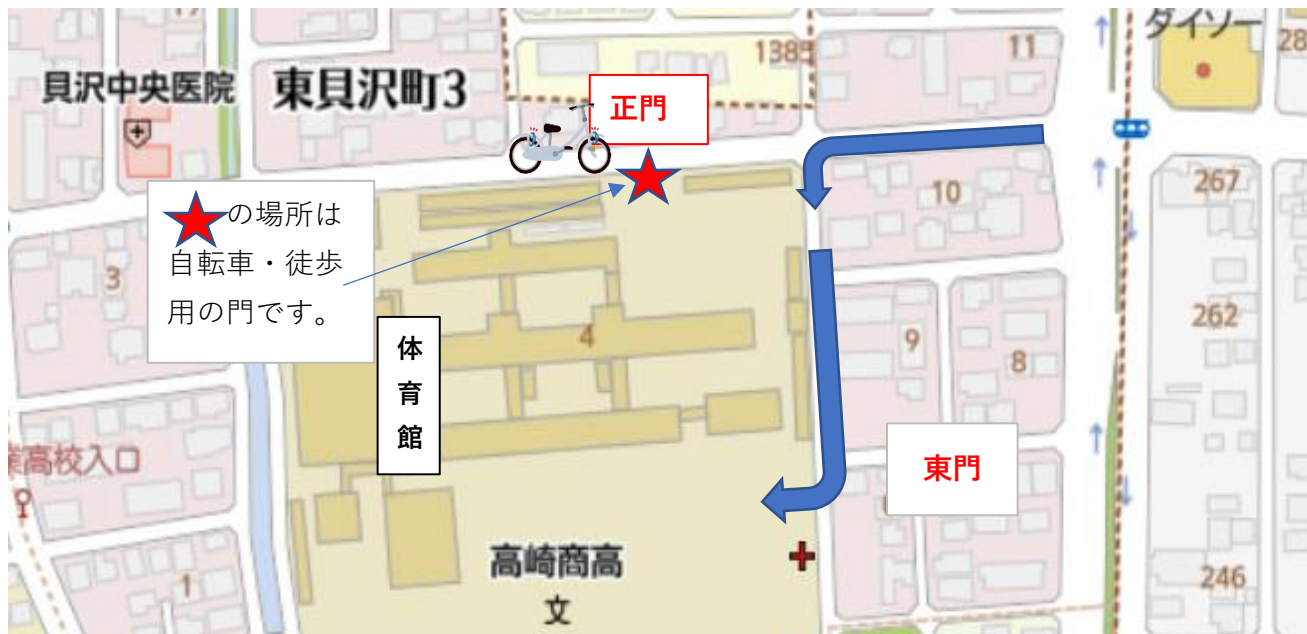 ダイソー
1385
11
28
貝沢中央医院
東貝沢町3
正門
10
267
★の場所は
自転車・徒歩
用の門です。
3
262
4
9
8
体
育
館
業高校入口
東門
高崎商高
文
1
246